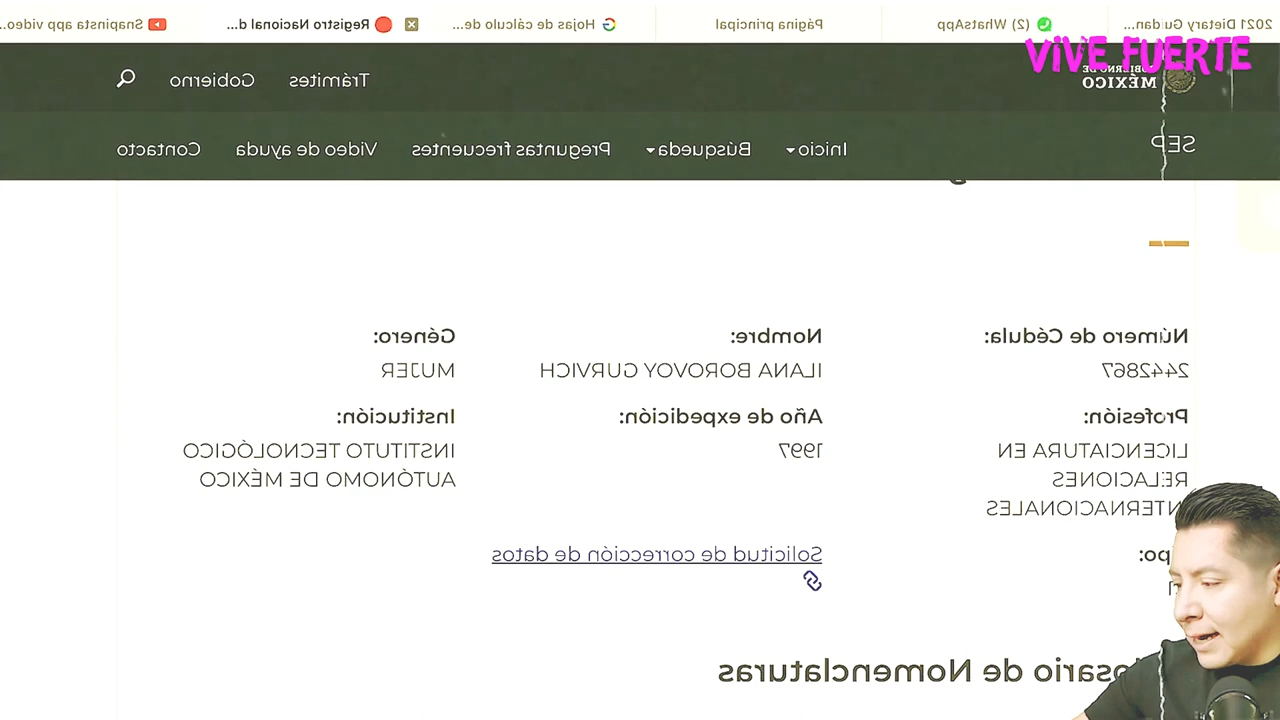 2021 Dietary Guidan...
(2) WhatsApp
Página principal
Hojas de cálculo de...
Registro Nacional d...
Snapinsta app video...
VIVE FUERTE
GOBIERNO DE
MÉXICO
Trámites
Gobierno
SEP
Inicio
Búsqueda
Preguntas frecuentes
Video de ayuda
Contacto
Número de Cédula:
2442867
Nombre:
ILANA BOROVOY GURVICH
Género:
MUJER
Profesión:
LICENCIATURA EN
RELACIONES
INTERNACIONALES
Año de expedición:
1997
Institución:
INSTITUTO TECNOLÓGICO
AUTÓNOMO DE MÉXICO
Solicitud de corrección de datos
de Nomenclaturas